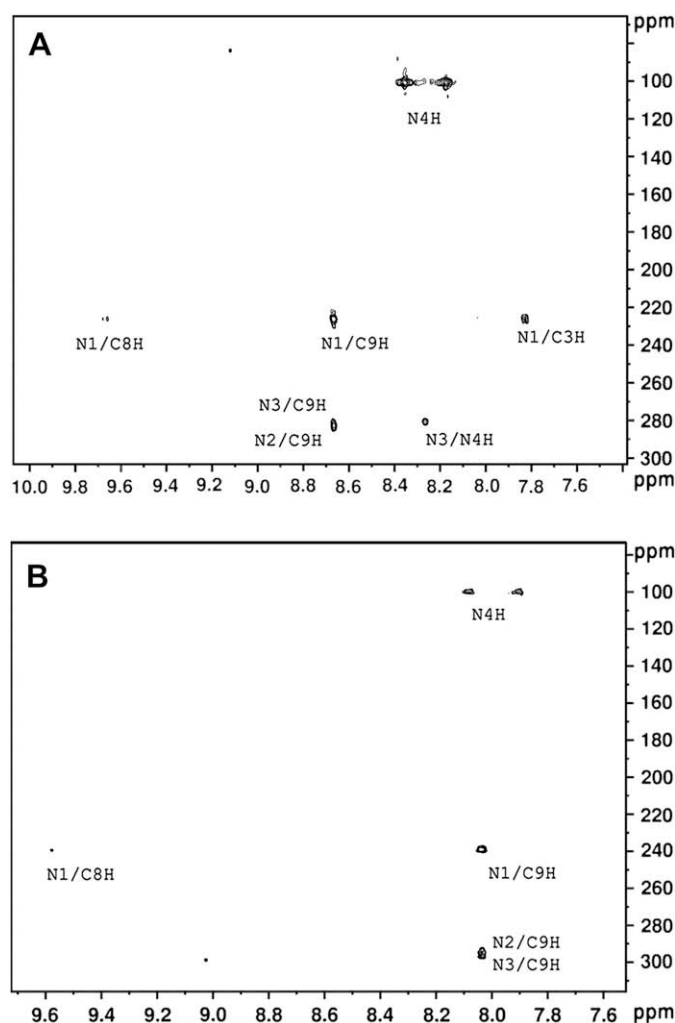 A
ppm
100
N4H
120
140
160
180
200
220
N1/C8H
N1/C9H
N1/C3H
240
260
N3/C9H
280
N2/C9H
N3/N4H
300
10.0 9.8 9.6 9.4 9.2 9.0 8.8 8.6 8.4 8.2 8.0 7.8 7.6 ppm
B
ppm
100
N4H
120
140
160
180
200
220
240
N1/C8H
N1/C9H
260
280
N2/C9H
N3/C9H
300
9.6 9.4 9.2 9.0 8.8 8.6 8.4 8.2 8.0 7.8 7.6 ppm